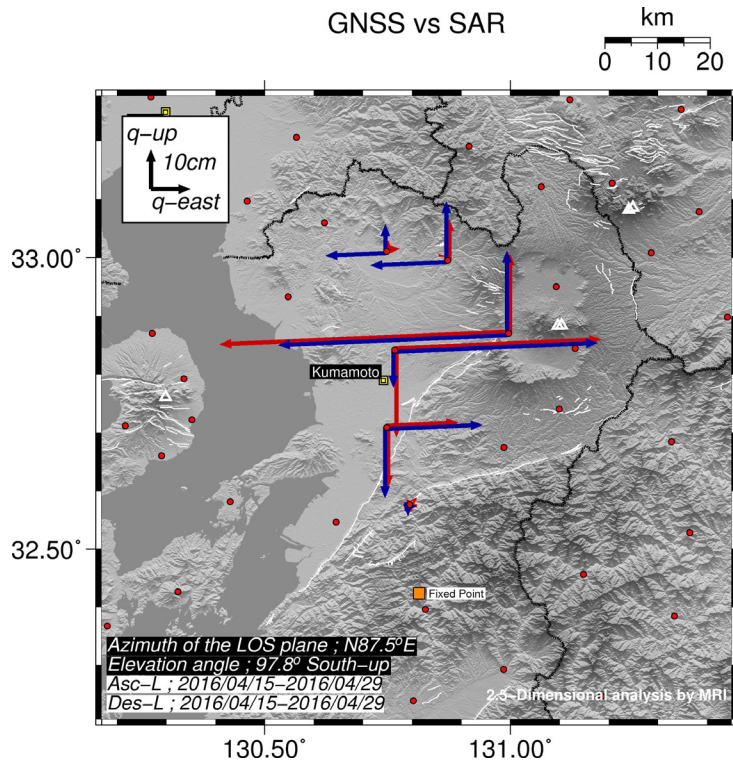 GNSS vs SAR
km
0 10 20
q-up
10cm
q-east
33.00°
Kumamoto
32.50°
Fixed Point
Azimuth of the LOS plane ; N87.5°E
Elevation angle ; 97.8° South-up
Asc-L ; 2016/04/15-2016/04/29
Des-L ; 2016/04/15-2016/04/29
2.5-Dimensional analysis by MRI
130.50° 131.00°